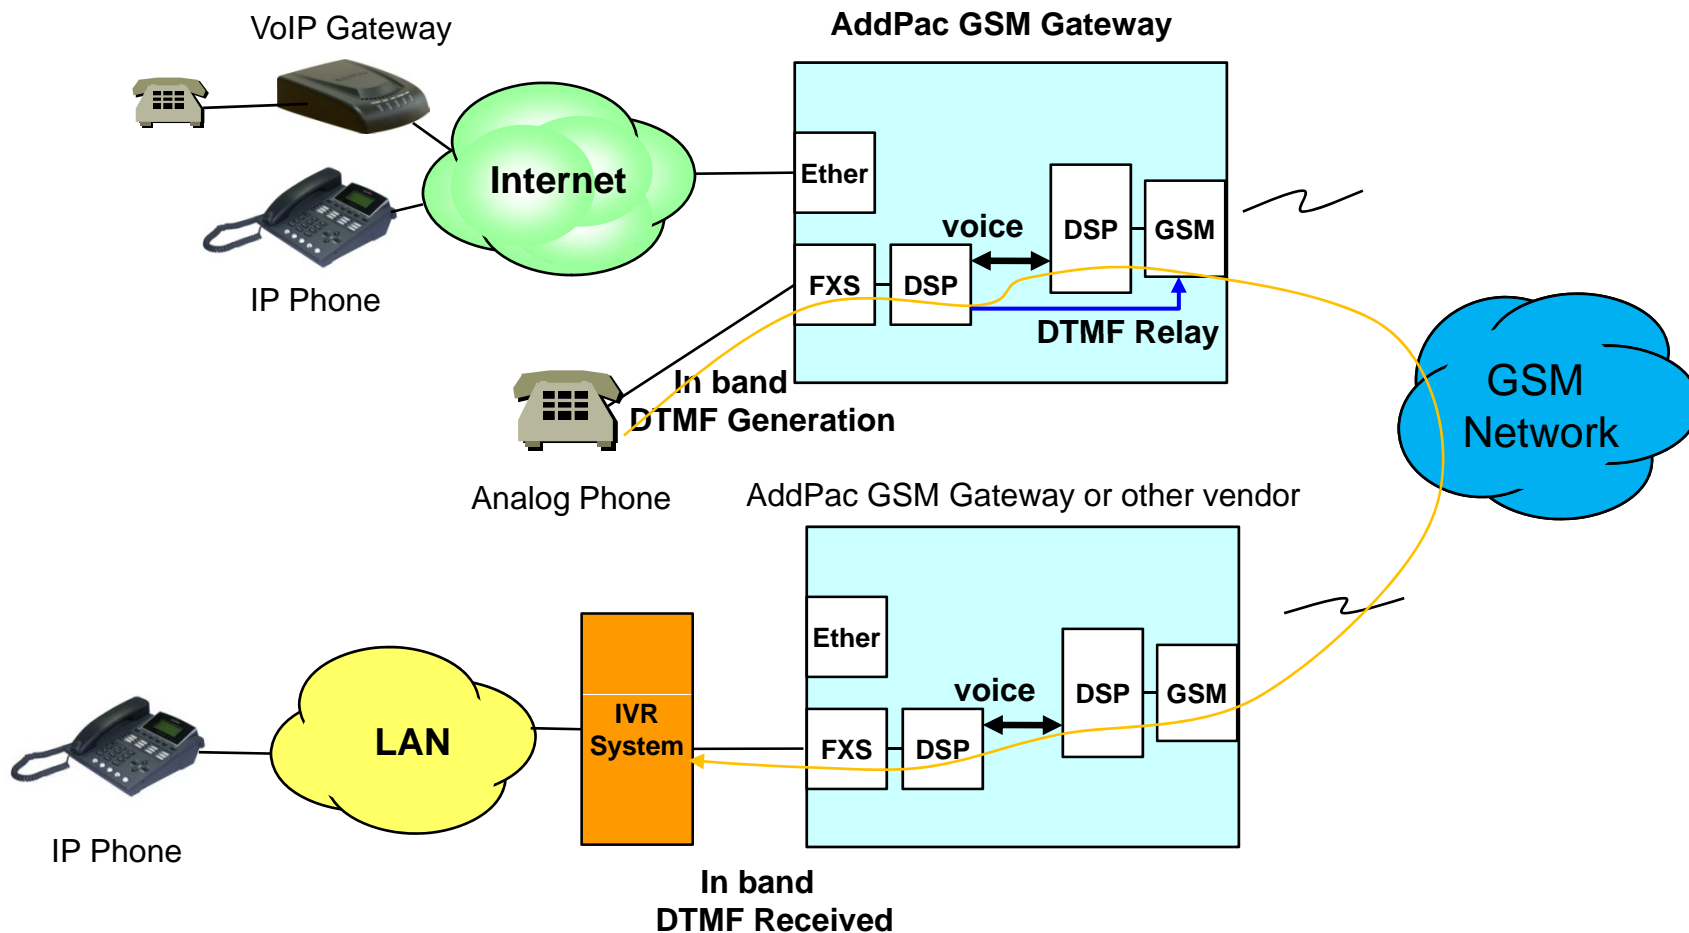 AddPac GSM Gateway
VoIP Gateway
Internet
Ether
voice
DSP
GSM
FXS
DSP
IP Phone
DTMF Relay
In band
DTMF Generation
GSM
Network
Analog Phone
AddPac GSM Gateway or other vendor
Ether
voice
DSP
GSM
IVR
System
LAN
FXS
DSP
IP Phone
In band
DTMF Received